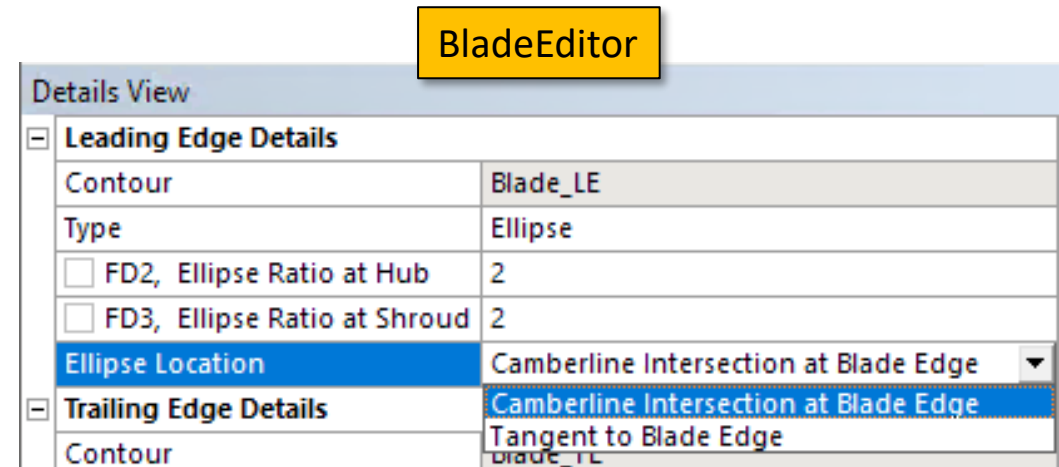 BladeEditor
Details View
Leading Edge Details
Contour Blade_LE
Type Ellipse
FD2, Ellipse Ratio at Hub 2
FD3, Ellipse Ratio at Shroud 2
Ellipse Location Camberline Intersection at Blade Edge
Trailing Edge Details Camberline Intersection at Blade Edge
Tangent to Blade Edge
Contour Blade_TE